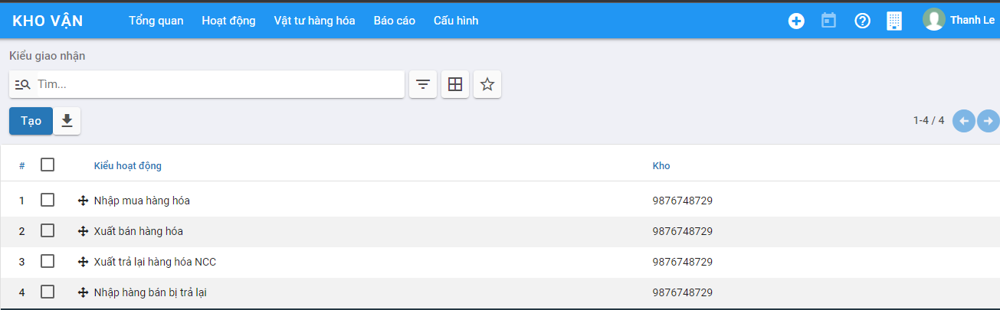 KHO VẬN Tổng quan Hoạt động Vật tư hàng hóa Báo cáo Cấu hình Thanh Le
Kiểu giao nhận
Tìm...
Tạo 1-4 / 4
# Kiểu hoạt động Kho
1 Nhập mua hàng hóa 9876748729
2 Xuất bán hàng hóa 9876748729
3 Xuất trả lại hàng hóa NCC 9876748729
4 Nhập hàng bán bị trả lại 9876748729